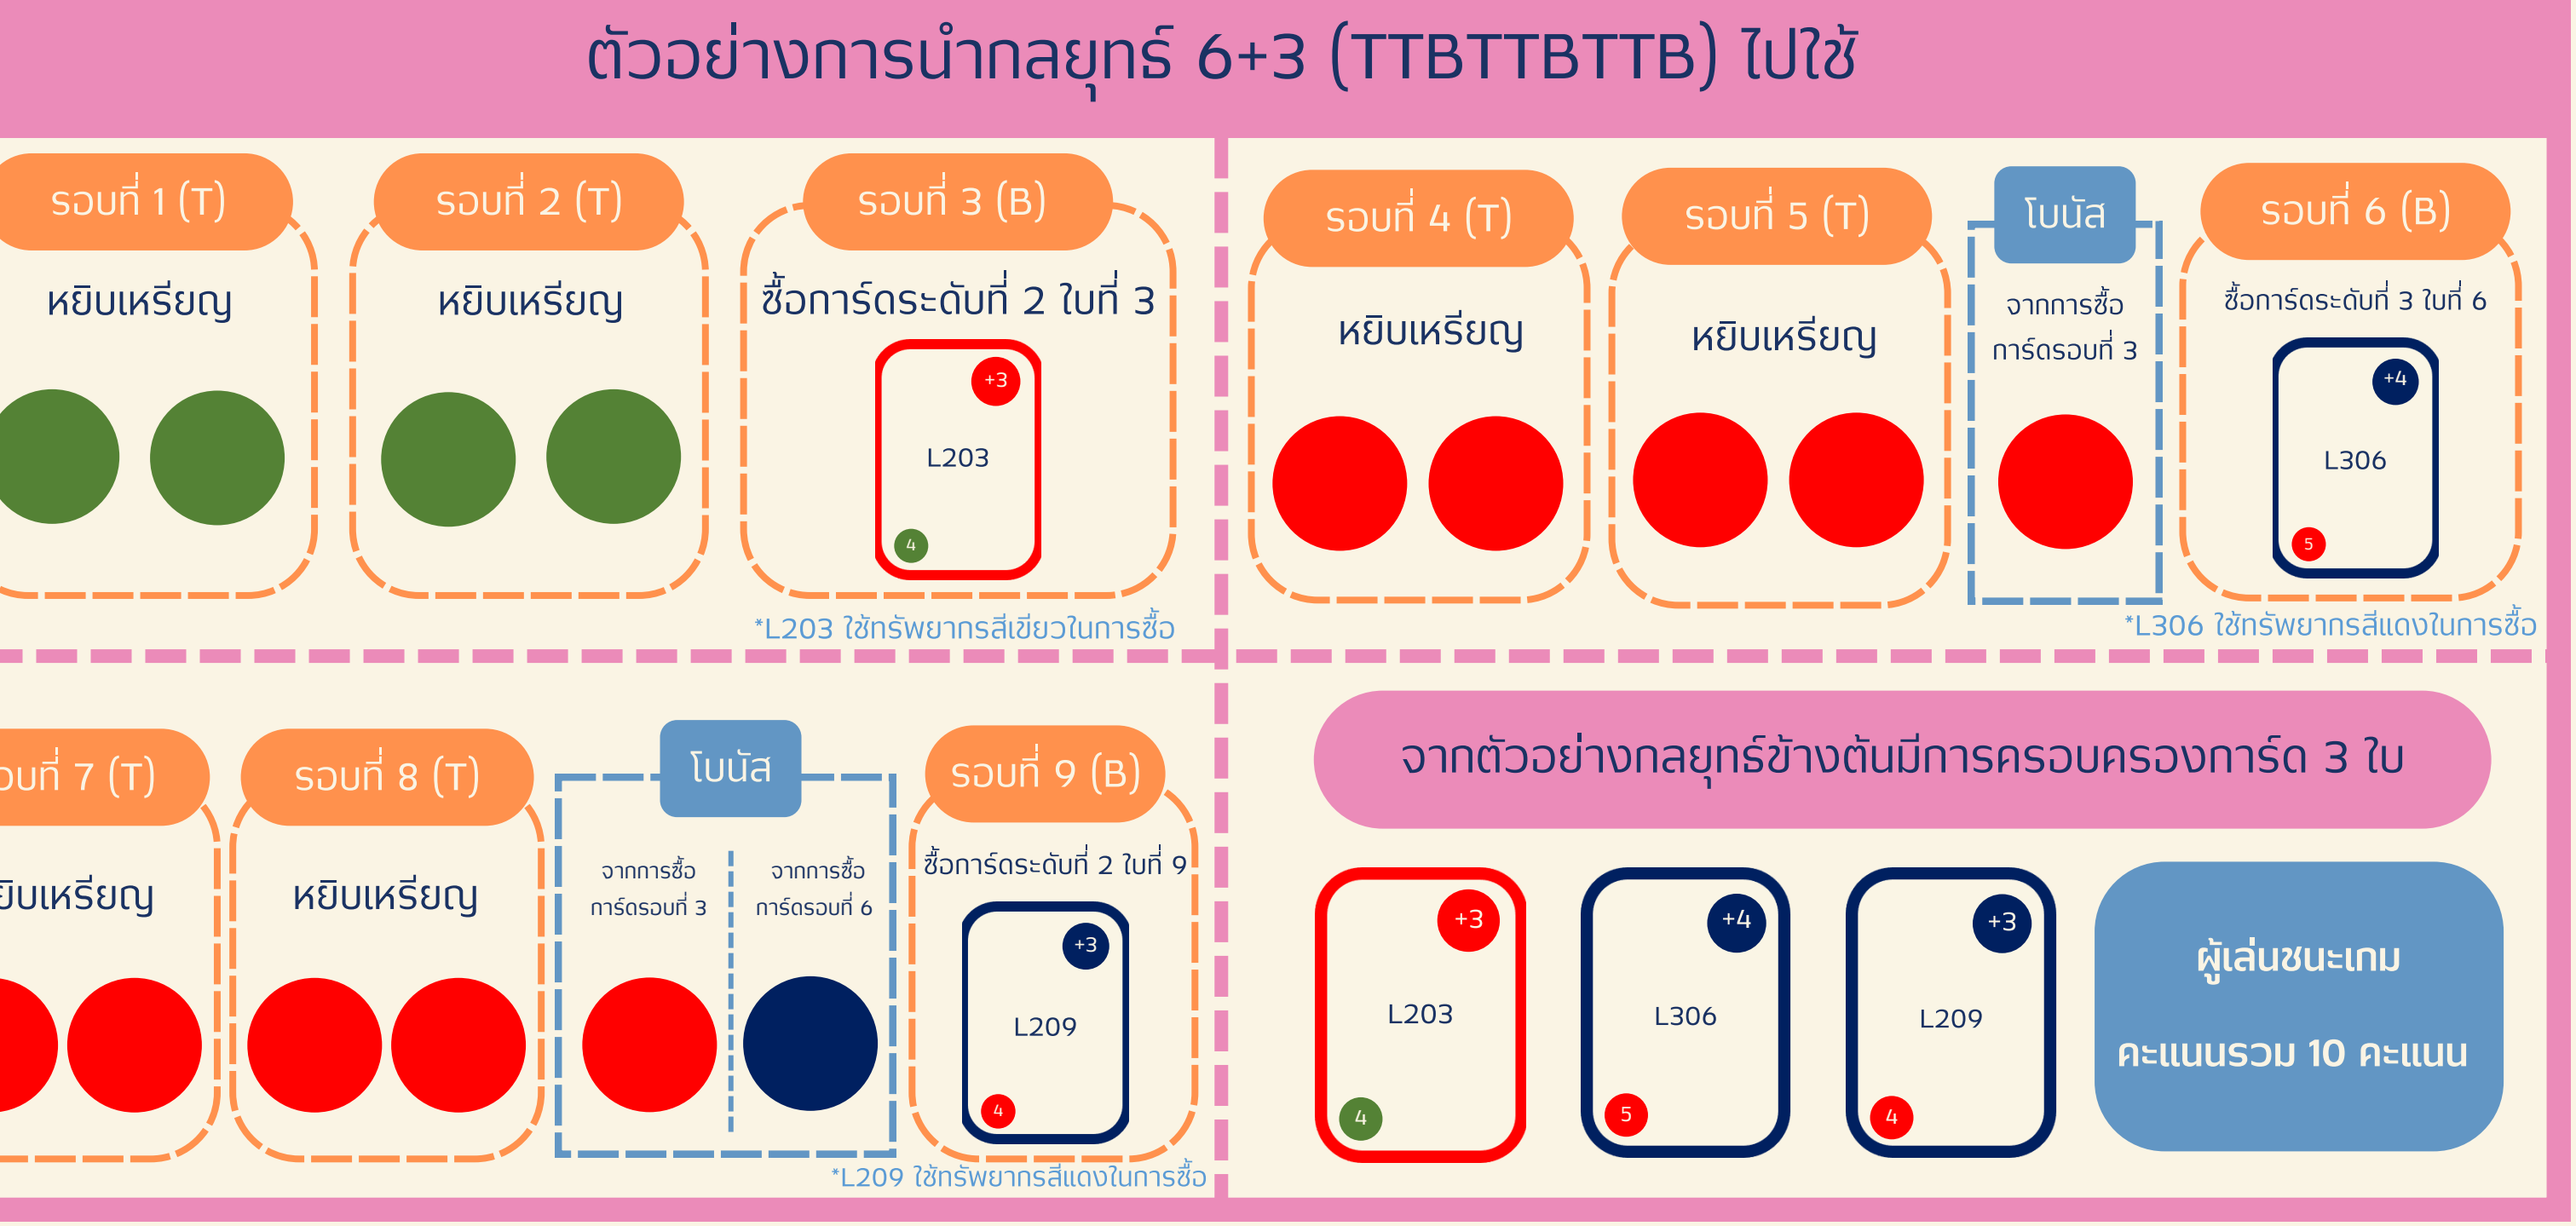 ตัวอย่างการนำกลยุทธ์ 6+3 (TTBTTBTTB) ไปใช้
รอบที่ 1 (T)
หยิบเหรียญ
รอบที่ 2 (T)
หยิบเหรียญ
รอบที่ 3 (B)
ซื้อการ์ดระดับที่ 2 ใบที่ 3
+3
L203
4
*L203 ใช้ทรัพยากรสีเขียวในการซื้อ
รอบที่ 4 (T)
หยิบเหรียญ
รอบที่ 5 (T)
หยิบเหรียญ
โบนัส
จากการซื้อ
การ์ดรอบที่ 3
รอบที่ 6 (B)
ซื้อการ์ดระดับที่ 3 ใบที่ 6
+4
L306
5
*L306 ใช้ทรัพยากรสีแดงในการซื้อ
อบที่ 7 (T)
ยิบเหรียญ
รอบที่ 8 (T)
หยิบเหรียญ
โบนัส
จากการซื้อ
การ์ดรอบที่ 3
จากการซื้อ
การ์ดรอบที่ 6
รอบที่ 9 (B)
ซื้อการ์ดระดับที่ 2 ใบที่ 9
+3
L209
4
*L209 ใช้ทรัพยากรสีแดงในการซื้อ
จากตัวอย่างกลยุทธ์ข้างต้นมีการครอบครองการ์ด 3 ใบ
+3
L203
4
+4
L306
5
+3
L209
4
ผู้เล่นชนะเกม
คะแนนรวม 10 คะแนน